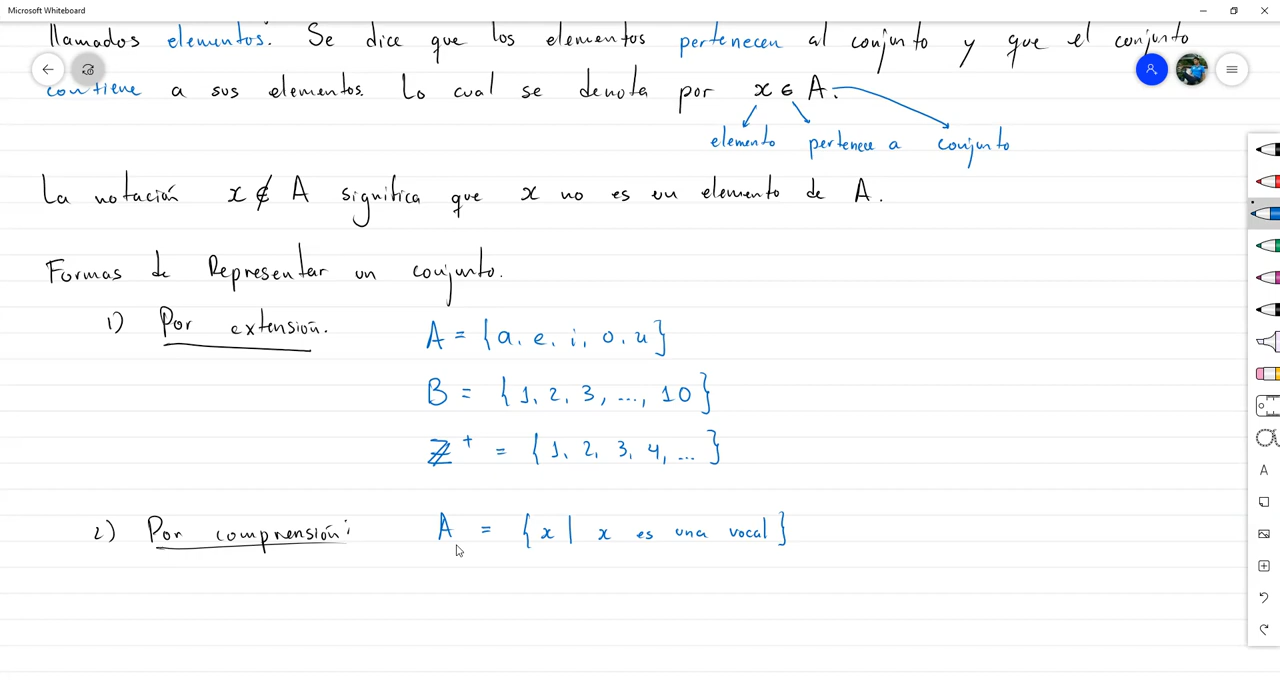 Microsoft Whiteboard
llamados elementos. Se dice que los elementos pertenecen al conjunto y que el conjunto
contiene a sus elementos. Lo cual se denota por x ∈ A.
elemento pertenece a conjunto
La notación x ∉ A significa que x no es un elemento de A.
Formas de Representar un conjunto.
1) Por extensión. A = {a, e, i, o, u}
B = {1, 2, 3, ..., 10}
ℤ⁺ = {1, 2, 3, 4, ...}
2) Por comprensión: A = {x | x es una vocal}
A